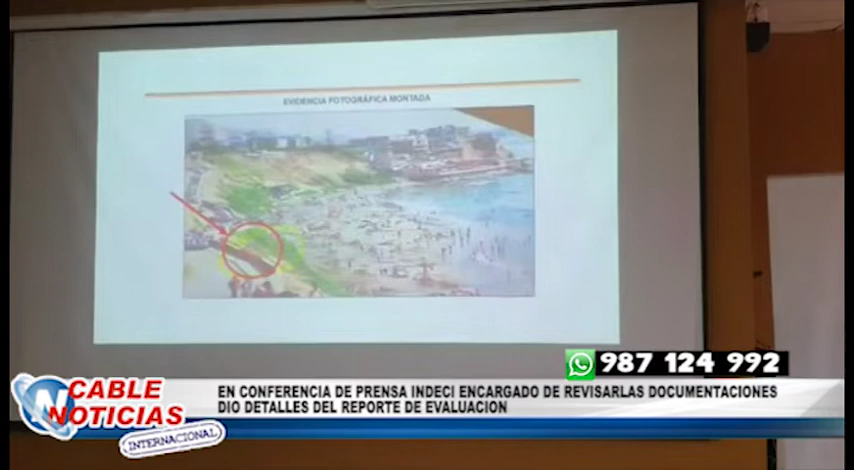 EVIDENCIA FOTOGRÁFICA MONTADA
987 124 992
CABLE
NOTICIAS
INTERNACIONAL
EN CONFERENCIA DE PRENSA INDECI ENCARGADO DE REVISARLAS DOCUMENTACIONES
DIO DETALLES DEL REPORTE DE EVALUACION